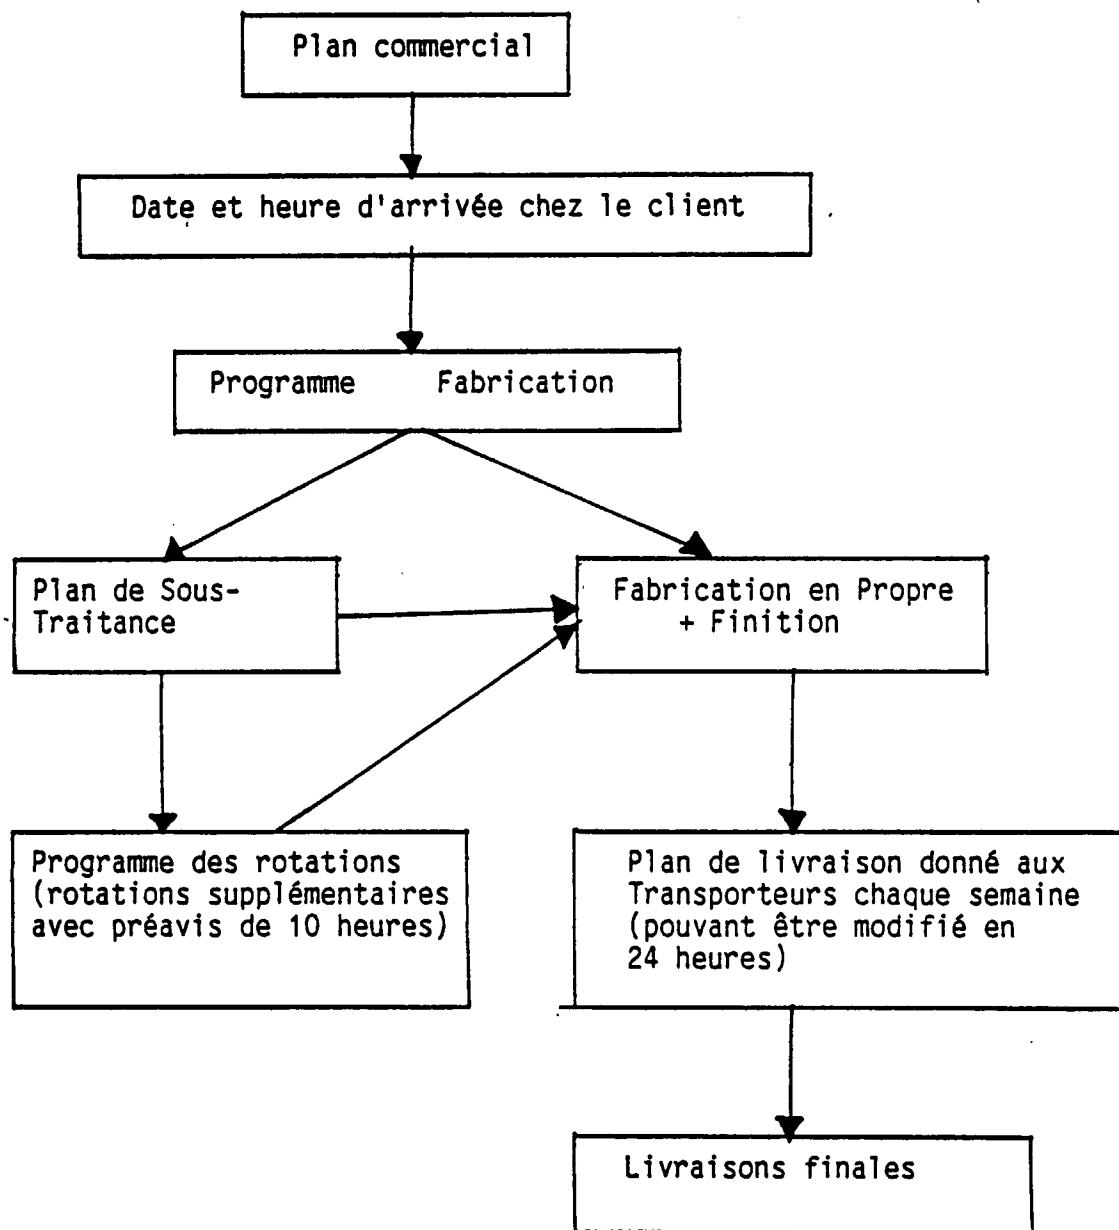 Plan commercial
Date et heure d'arrivée chez le client
Programme Fabrication
Plan de Sous-
Traitance
Fabrication en Propre
+ Finition
Programme des rotations
(rotations supplémentaires
avec préavis de 10 heures)
Plan de livraison donné aux
Transporteurs chaque semaine
(pouvant être modifié en
24 heures)
Livraisons finales